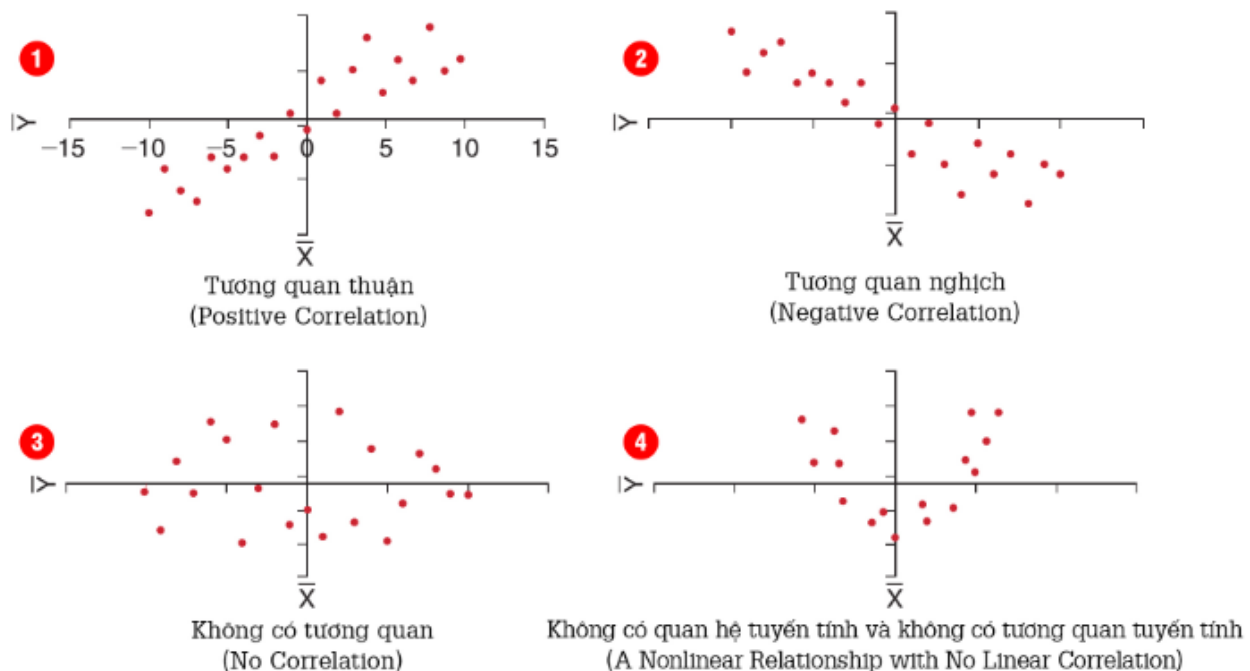 1
Y̅
−15 −10 −5 0 5 10 15
X̅
Tương quan thuận
(Positive Correlation)
2
Y̅
X̅
Tương quan nghịch
(Negative Correlation)
3
Y̅
X̅
Không có tương quan
(No Correlation)
4
Y̅
X̅
Không có quan hệ tuyến tính và không có tương quan tuyến tính
(A Nonlinear Relationship with No Linear Correlation)